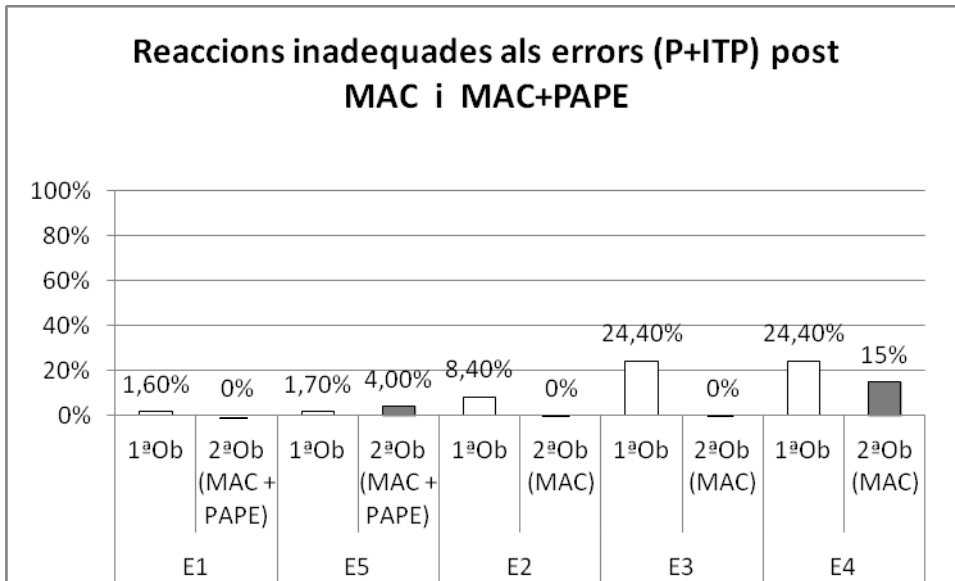 Reaccions inadequades als errors (P+ITP) post
MAC i MAC+PAPE
100%
80%
60%
40%
20%
0%
1,60%
0%
1,70%
4,00%
8,40%
0%
24,40%
0%
24,40%
15%
1ªOb
2ªOb
(MAC +
PAPE)
1ªOb
2ªOb
(MAC +
PAPE)
1ªOb
2ªOb
(MAC)
1ªOb
2ªOb
(MAC)
1ªOb
2ªOb
(MAC)
E1
E5
E2
E3
E4